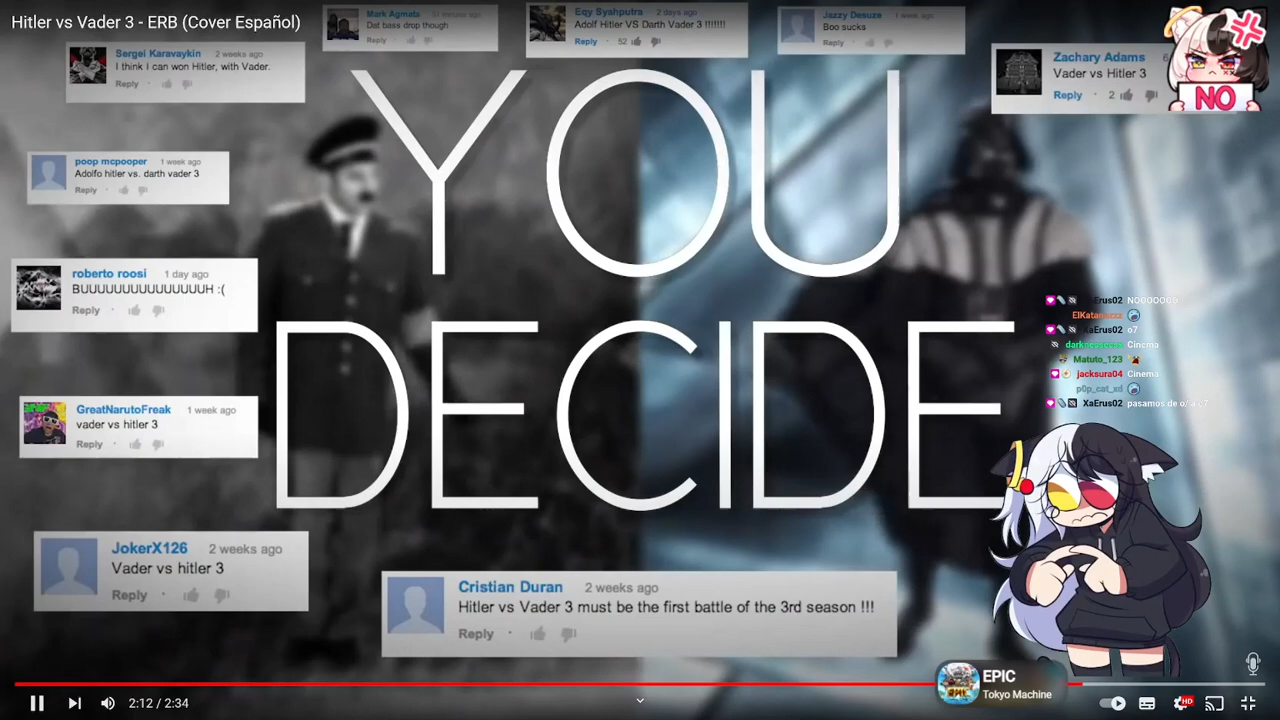 Hitler vs Vader 3 - ERB (Cover Español)
Mark Agmata
Dat bass drop though
Reply
Eqy Syahputra 2 days ago
Adolf Hitler VS Darth Vader 3 !!!!!!!
Reply · 52
Jazzy Desuze 1 week ago
Boo sucks
Reply
Sergei Karavaykin 2 weeks ago
I think I can won Hitler, with Vader.
Reply ·
Zachary Adams
Vader vs Hitler 3
Reply · 2
NO
YOU
DECIDE
poop mcpooper 1 week ago
Adolfo hitler vs. darth vader 3
Reply ·
roberto roosi 1 day ago
BUUUUUUUUUUUUUUUH :(
Reply ·
GreatNarutoFreak 1 week ago
vader vs hitler 3
Reply ·
JokerX126 2 weeks ago
Vader vs hitler 3
Reply ·
Cristian Duran 2 weeks ago
Hitler vs Vader 3 must be the first battle of the 3rd season !!!
Reply ·
XaErus02 o7
Cinema
Matuto_123
jacksura04 Cinema
p0p_cat_xd
XaErus02 pasamos de
EPIC
Tokyo Machine
2:12 / 2:34
HD